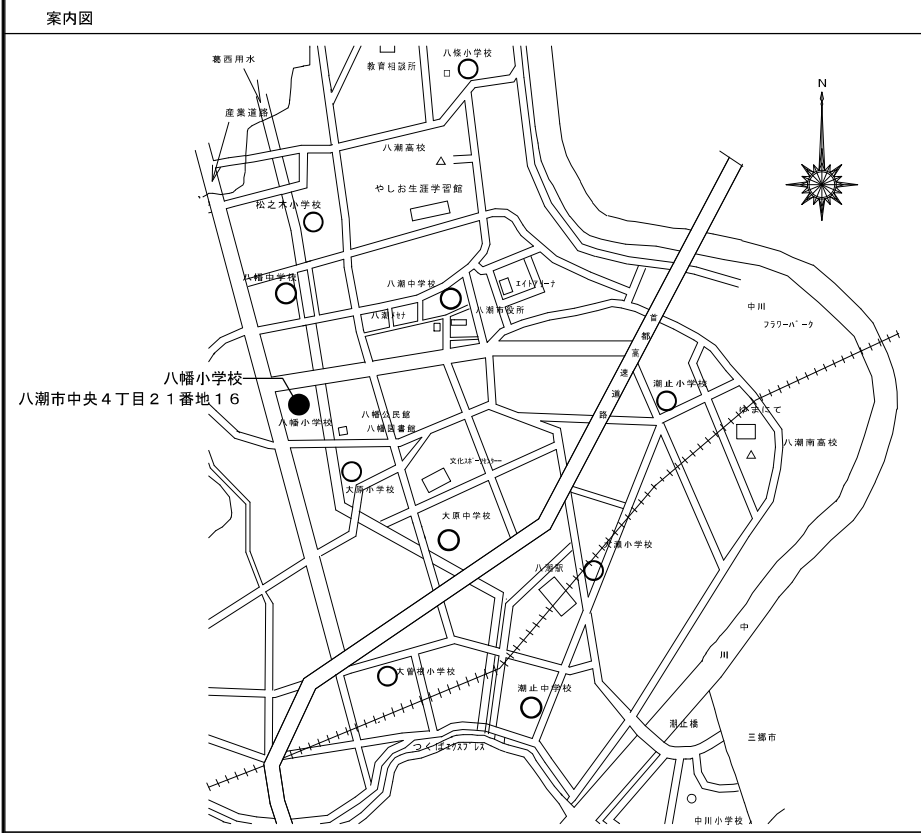 案内図
八條小学校
葛西用水
教育相談所
N
産業道路
八潮高校
やしお生涯学習館
松之木小学校
八幡中学校
八潮中学校
エイトアリーナ
八潮メセナ
八潮市役所
中川
フラワーパーク
首都高速道路
八幡小学校
八潮市中央4丁目21番地16
潮止小学校
八幡小学校
八幡公民館
八幡図書館
ゆまにて
八潮南高校
文化スポーツセンター
大原小学校
大原中学校
大瀬小学校
八潮駅
中川
大曽根小学校
潮止中学校
潮止橋
三郷市
つくばエクスプレス
中川小学校